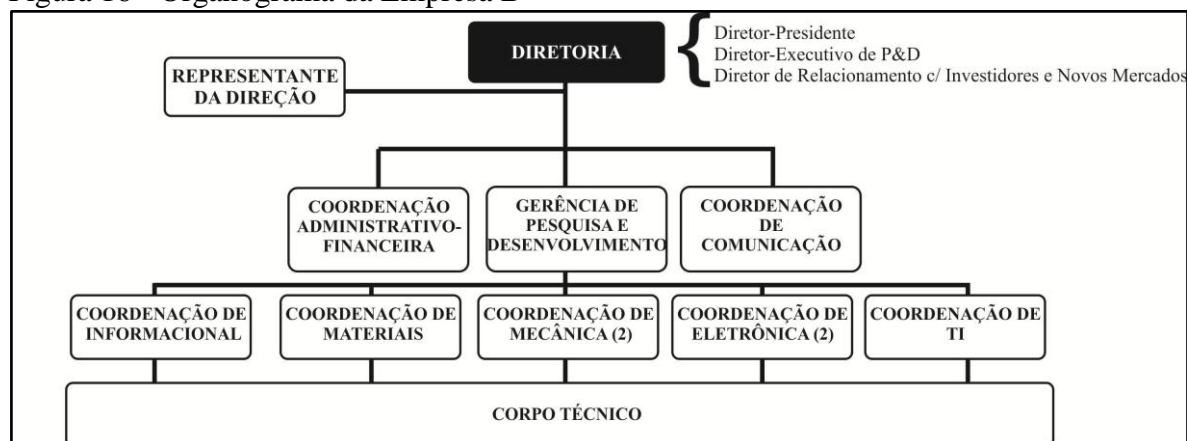 Figura 16 - Organograma da Empresa B
DIRETORIA
Diretor-Presidente
Diretor-Executivo de P&D
Diretor de Relacionamento c/ Investidores e Novos Mercados
REPRESENTANTE
DA DIREÇÃO
COORDENAÇÃO
ADMINISTRATIVO-
FINANCEIRA
GERÊNCIA DE
PESQUISA E
DESENVOLVIMENTO
COORDENAÇÃO
DE
COMUNICAÇÃO
COORDENAÇÃO DE
INFORMACIONAL
COORDENAÇÃO DE
MATERIAIS
COORDENAÇÃO DE
MECÂNICA (2)
COORDENAÇÃO DE
ELETRÔNICA (2)
COORDENAÇÃO DE
TI
CORPO TÉCNICO